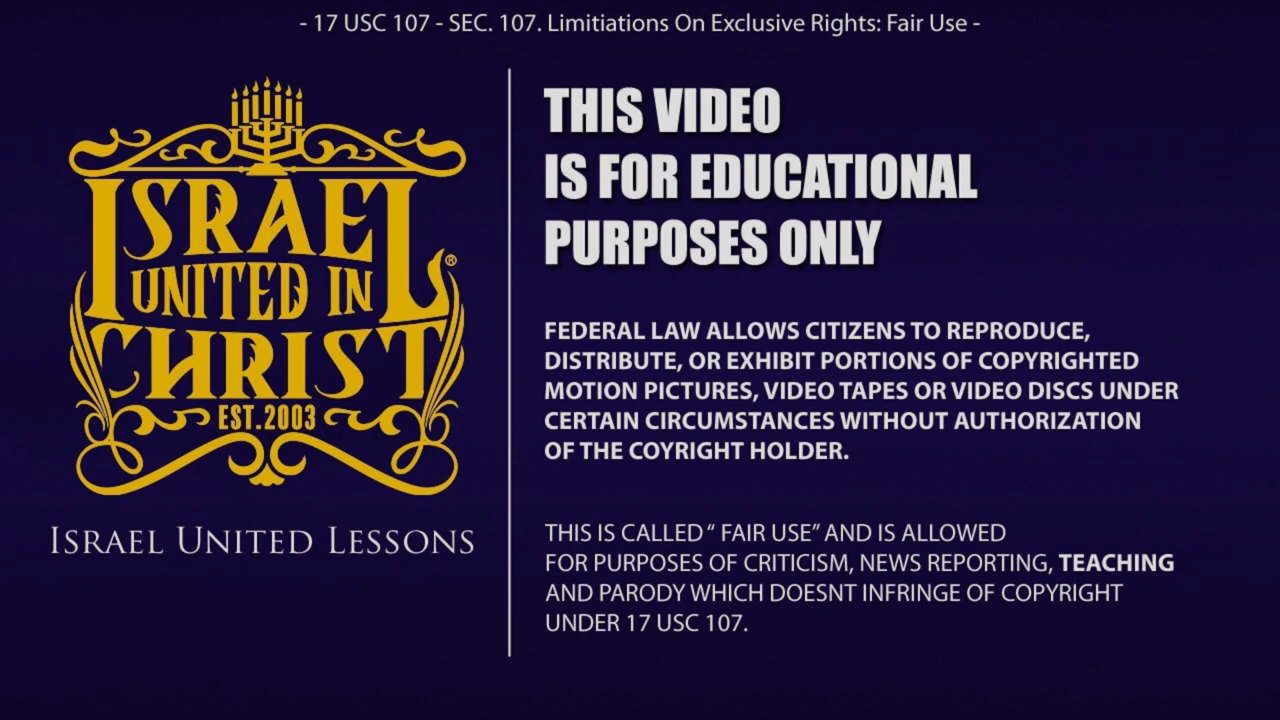 - 17 USC 107 - SEC. 107. Limitiations On Exclusive Rights: Fair Use -
ISRAEL
UNITED IN
CHRIST
®
EST.2003
ISRAEL UNITED LESSONS
THIS VIDEO
IS FOR EDUCATIONAL
PURPOSES ONLY
FEDERAL LAW ALLOWS CITIZENS TO REPRODUCE,
DISTRIBUTE, OR EXHIBIT PORTIONS OF COPYRIGHTED
MOTION PICTURES, VIDEO TAPES OR VIDEO DISCS UNDER
CERTAIN CIRCUMSTANCES WITHOUT AUTHORIZATION
OF THE COYRIGHT HOLDER.
THIS IS CALLED “ FAIR USE” AND IS ALLOWED
FOR PURPOSES OF CRITICISM, NEWS REPORTING, TEACHING
AND PARODY WHICH DOESNT INFRINGE OF COPYRIGHT
UNDER 17 USC 107.